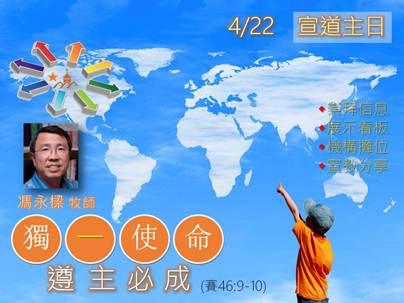 4/22 宣道主日
崇拜信息
展示看板
機構攤位
宣教分享
馮永樑 牧師
獨一使命
遵主必成 (賽46:9-10)